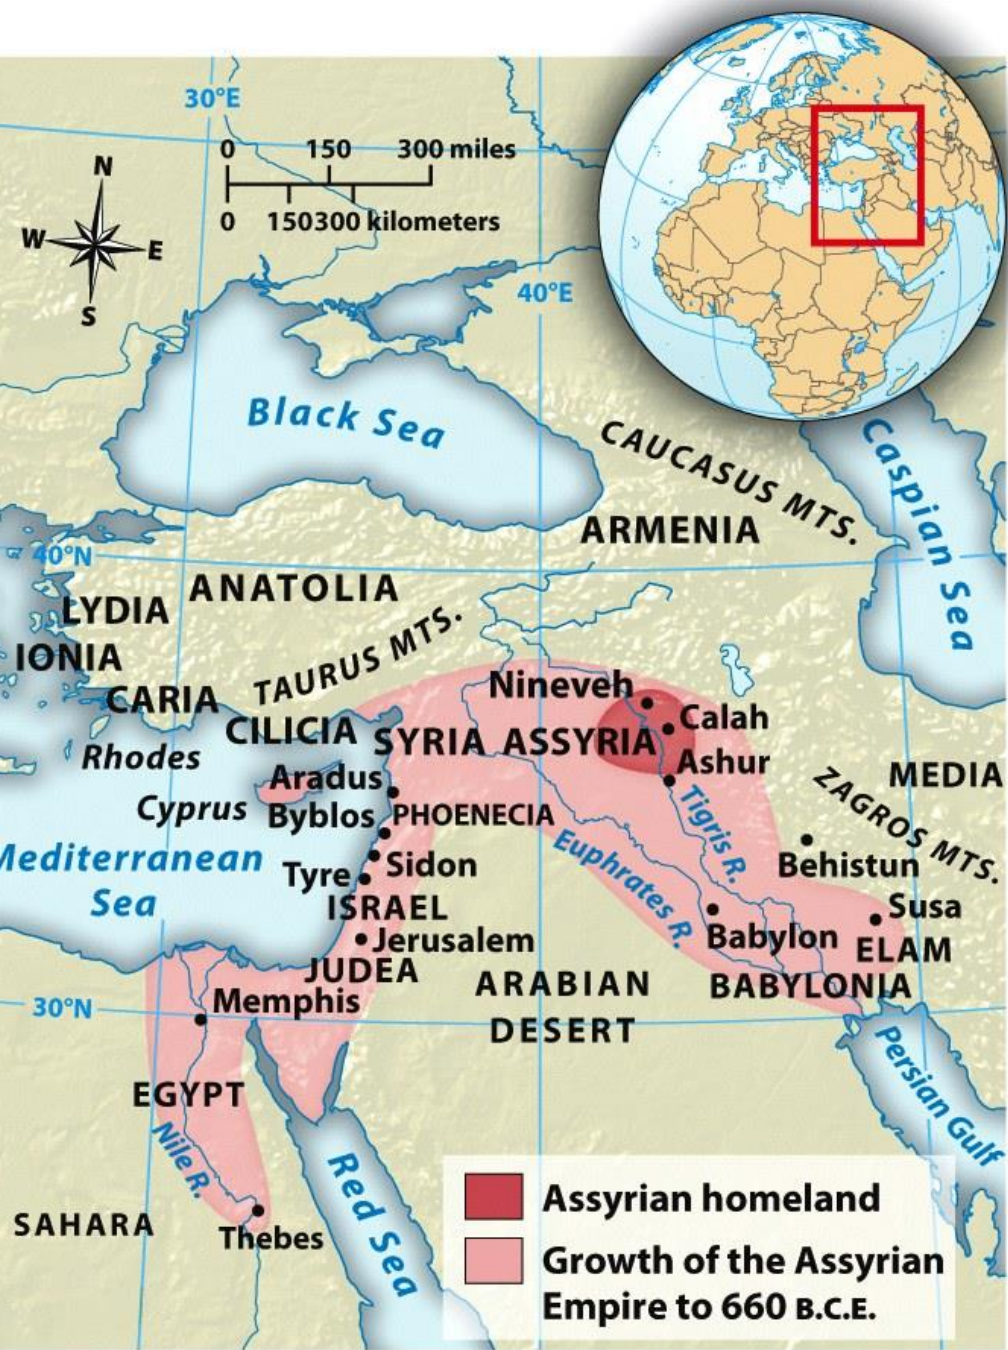 30°E
0 150 300 miles
0 150 300 kilometers
N
W E
S
40°E
Black Sea
CAUCASUS MTS.
Caspian Sea
ARMENIA
40°N
ANATOLIA
LYDIA
IONIA
TAURUS MTS.
CARIA
CILICIA
Nineveh
Calah
SYRIA ASSYRIA
Rhodes
Ashur
MEDIA
Aradus
Cyprus
Byblos
PHOENECIA
Tigris R.
ZAGROS MTS.
Mediterranean
Sea
Euphrates R.
Behistun
Tyre
Sidon
ISRAEL
Susa
Jerusalem
Babylon
ELAM
JUDEA
ARABIAN
DESERT
BABYLONIA
30°N
Memphis
Persian Gulf
EGYPT
Nile R.
Red Sea
SAHARA
Thebes
Assyrian homeland
Growth of the Assyrian
Empire to 660 B.C.E.